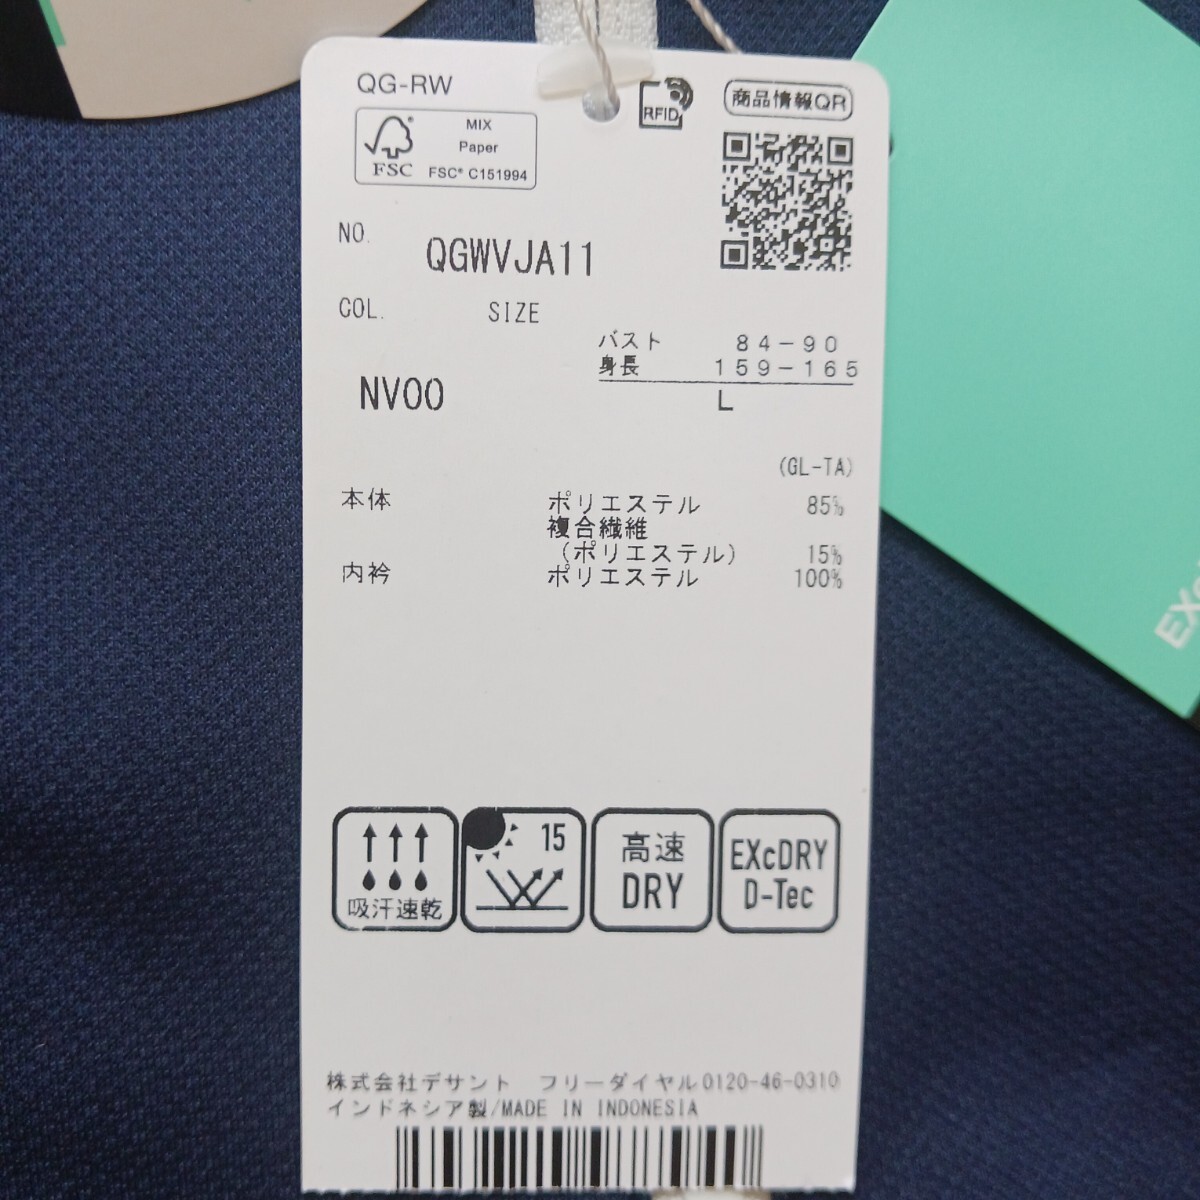 QG-RW
RFID
商品情報QR
MIX
Paper
FSC
FSC® C151994
NO.
QGWVJA11
COL.
SIZE
バスト 84-90
身長 159-165
NV00
L
(GL-TA)
本体 ポリエステル 85%
複合繊維
(ポリエステル) 15%
内衿 ポリエステル 100%
吸汗速乾
15
高速
DRY
EXcDRY
D-Tec
株式会社デサント フリーダイヤル0120-46-0310
インドネシア製/MADE IN INDONESIA